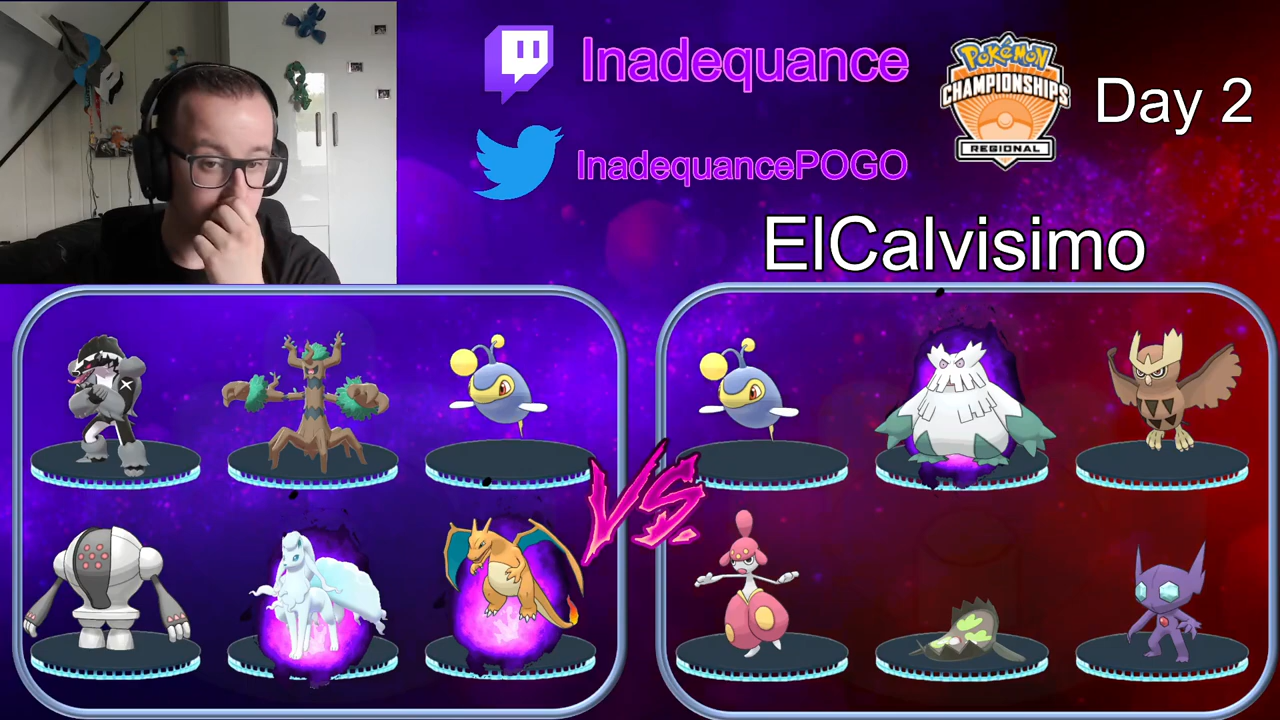 Inadequance
InadequancePOGO
POKÉMON
CHAMPIONSHIPS
REGIONAL
Day 2
ElCalvisimo
VS